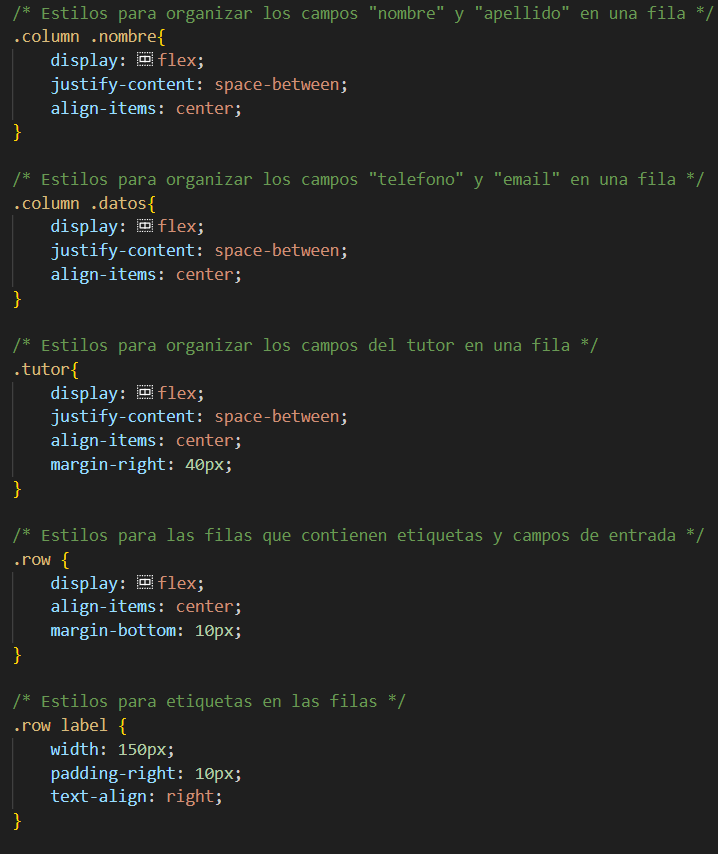 /* Estilos para organizar los campos "nombre" y "apellido" en una fila */
.column .nombre{
    display: flex;
    justify-content: space-between;
    align-items: center;
}

/* Estilos para organizar los campos "telefono" y "email" en una fila */
.column .datos{
    display: flex;
    justify-content: space-between;
    align-items: center;
}

/* Estilos para organizar los campos del tutor en una fila */
.tutor{
    display: flex;
    justify-content: space-between;
    align-items: center;
    margin-right: 40px;
}

/* Estilos para las filas que contienen etiquetas y campos de entrada */
.row {
    display: flex;
    align-items: center;
    margin-bottom: 10px;
}

/* Estilos para etiquetas en las filas */
.row label {
    width: 150px;
    padding-right: 10px;
    text-align: right;
}